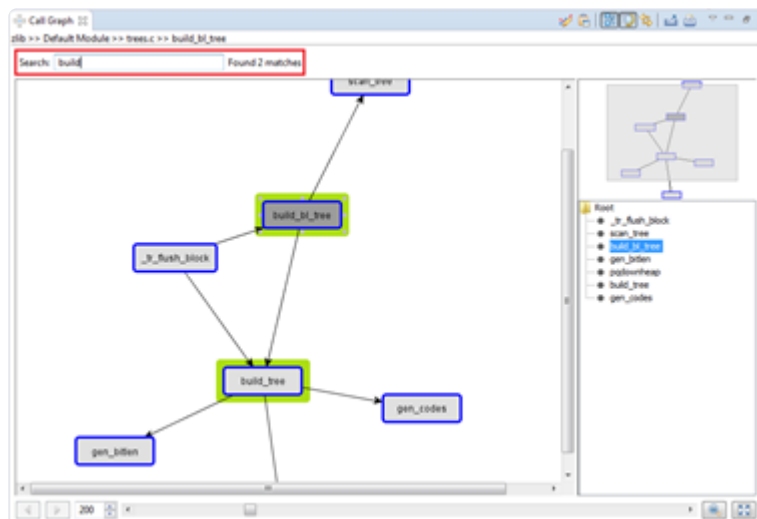 Call Graph
zlib >> Default Module >> trees.c >> build_bl_tree
Search: build Found 2 matches
scan_tree
build_bl_tree
_tr_flush_block
build_tree
gen_codes
gen_bitlen
Root
_tr_flush_block
scan_tree
build_bl_tree
gen_bitlen
pqdownheap
build_tree
gen_codes
200